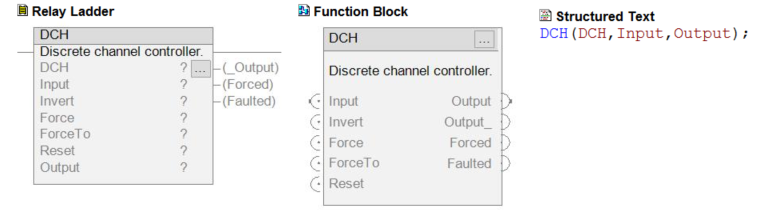 Relay Ladder
DCH
Discrete channel controller.
DCH ? ... (_Output)
Input ? (Forced)
Invert ? (Faulted)
Force ?
ForceTo ?
Reset ?
Output ?
Function Block
DCH ...
Discrete channel controller.
Input Output
Invert Output_
Force Forced
ForceTo Faulted
Reset
Structured Text
DCH(DCH,Input,Output);